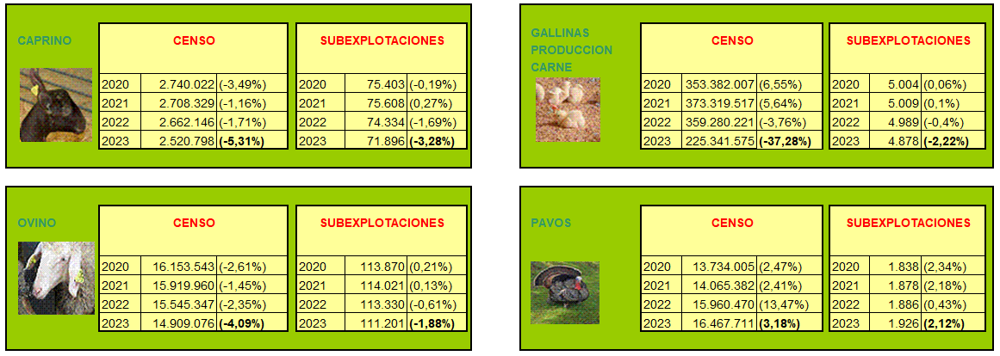 CAPRINO
CENSO
SUBEXPLOTACIONES
2020 2.740.022 (-3,49%) 2020 75.403 (-0,19%)
2021 2.708.329 (-1,16%) 2021 75.608 (0,27%)
2022 2.662.146 (-1,71%) 2022 74.334 (-1,69%)
2023 2.520.798 (-5,31%) 2023 71.896 (-3,28%)
GALLINAS
PRODUCCION
CARNE
CENSO
SUBEXPLOTACIONES
2020 353.382.007 (6,55%) 2020 5.004 (0,06%)
2021 373.319.517 (5,64%) 2021 5.009 (0,1%)
2022 359.280.221 (-3,76%) 2022 4.989 (-0,4%)
2023 225.341.575 (-37,28%) 2023 4.878 (-2,22%)
OVINO
CENSO
SUBEXPLOTACIONES
2020 16.153.543 (-2,61%) 2020 113.870 (0,21%)
2021 15.919.960 (-1,45%) 2021 114.021 (0,13%)
2022 15.545.347 (-2,35%) 2022 113.330 (-0,61%)
2023 14.909.076 (-4,09%) 2023 111.201 (-1,88%)
PAVOS
CENSO
SUBEXPLOTACIONES
2020 13.734.005 (2,47%) 2020 1.838 (2,34%)
2021 14.065.382 (2,41%) 2021 1.878 (2,18%)
2022 15.960.470 (13,47%) 2022 1.886 (0,43%)
2023 16.467.711 (3,18%) 2023 1.926 (2,12%)